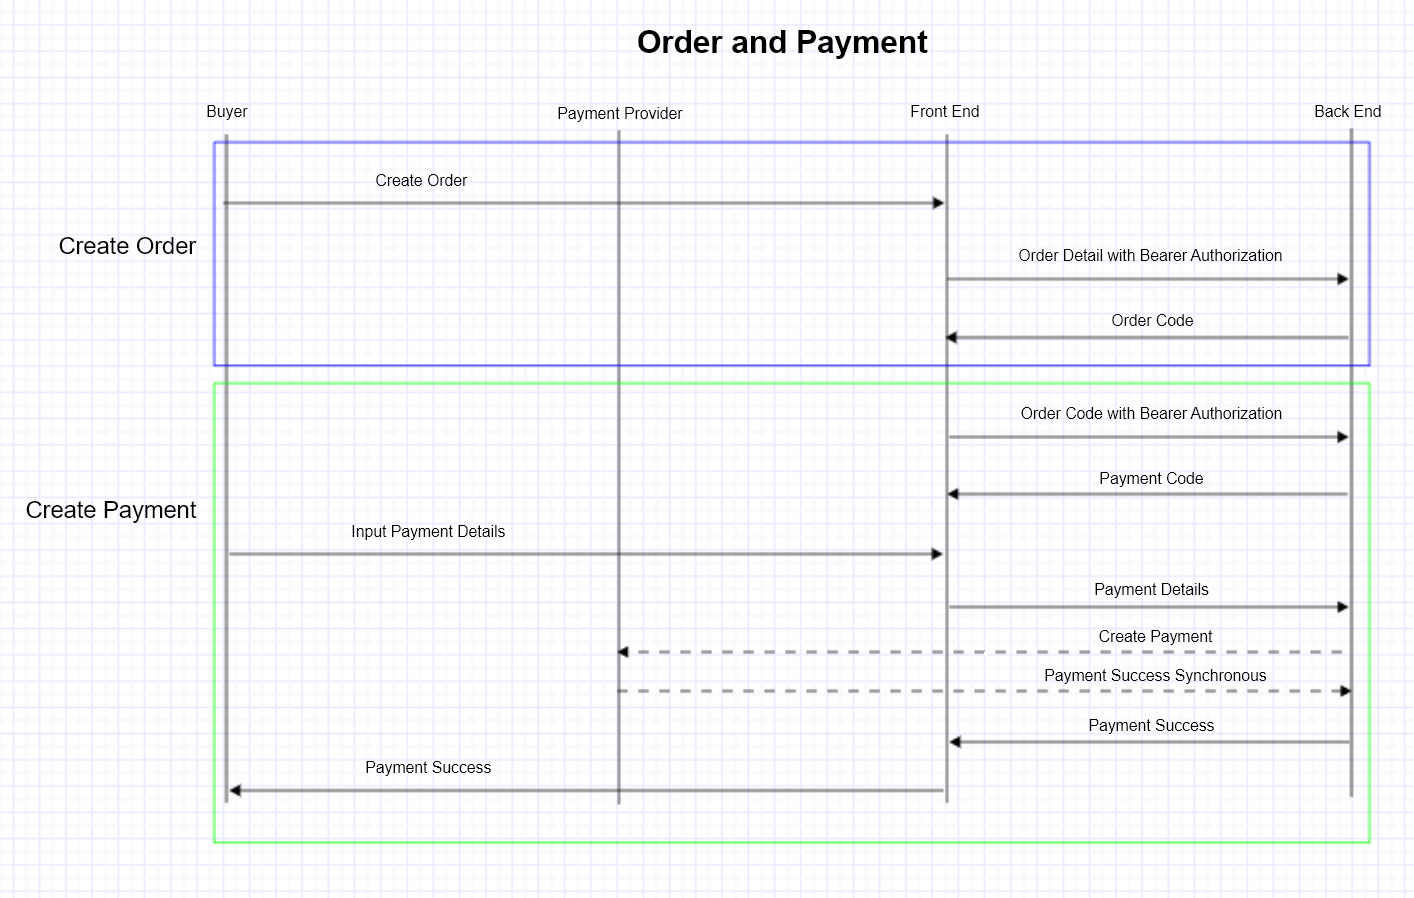 Order and Payment
Buyer
Payment Provider
Front End
Back End
Create Order
Create Order
Order Detail with Bearer Authorization
Order Code
Create Payment
Order Code with Bearer Authorization
Payment Code
Input Payment Details
Payment Details
Create Payment
Payment Success Synchronous
Payment Success
Payment Success